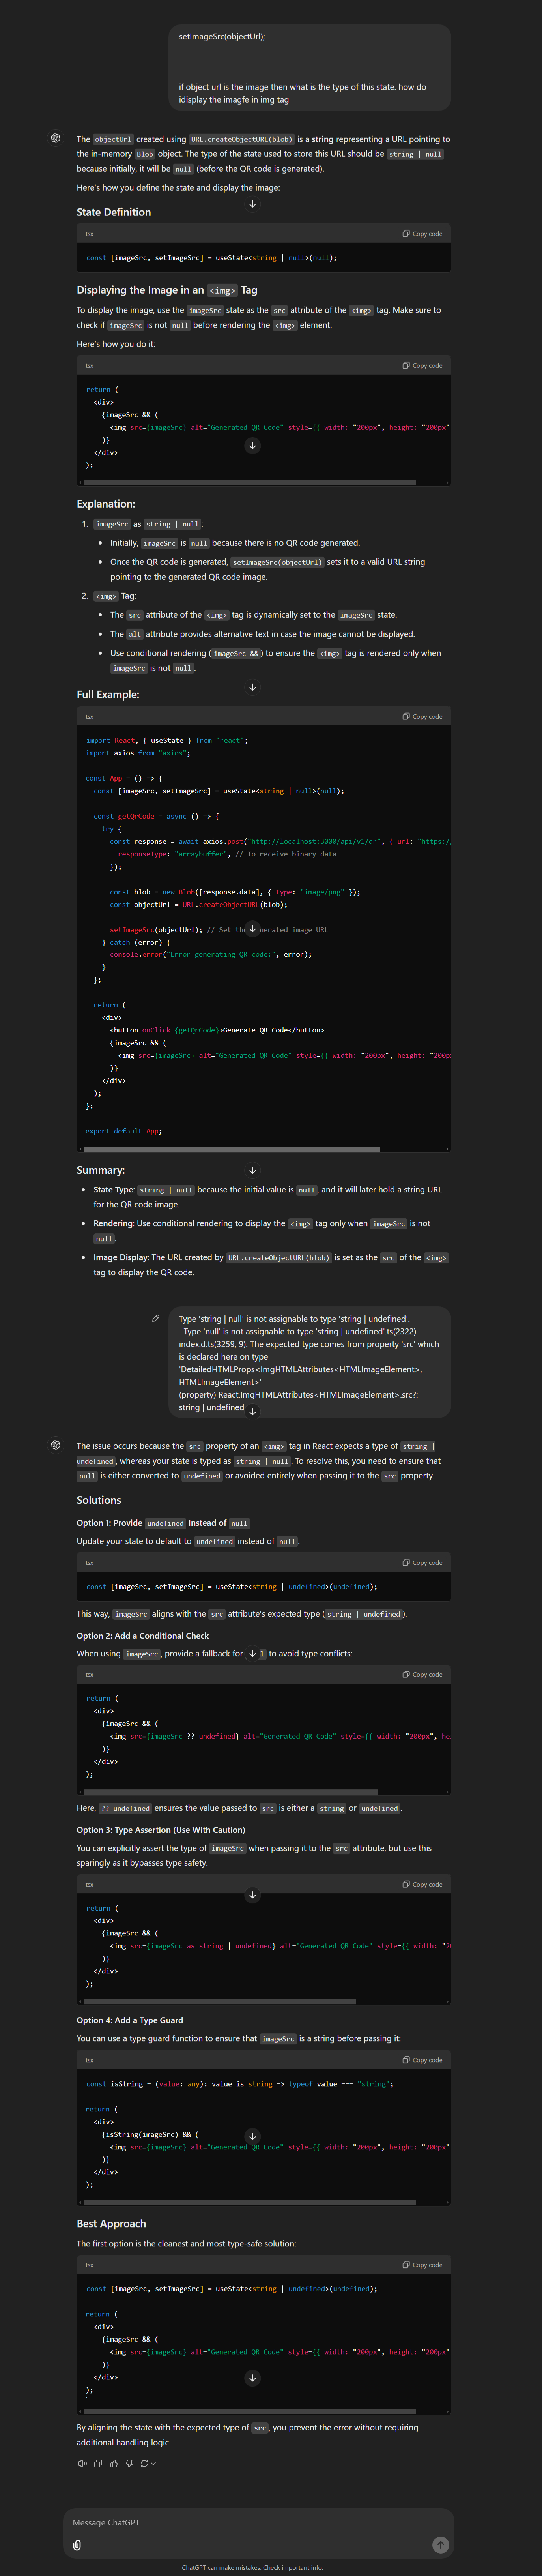 setImageSrc(objectUrl);
if object url is the image then what is the type of this state. how do
idisplay the imagfe in img tag
The objectUrl created using URL.createObjectURL(blob) is a string representing a URL pointing to
the in-memory Blob object. The type of the state used to store this URL should be string | null
because initially, it will be null (before the QR code is generated).
Here's how you define the state and display the image:
State Definition
tsx Copy code
const [imageSrc, setImageSrc] = useState<string | null>(null);
Displaying the Image in an <img> Tag
To display the image, use the imageSrc state as the src attribute of the <img> tag. Make sure to
check if imageSrc is not null before rendering the <img> element.
Here's how you do it:
tsx Copy code
return (
<div>
{imageSrc && (
<img src={imageSrc} alt="Generated QR Code" style={{ width: "200px", height: "200px"
)}
</div>
);
Explanation:
1. imageSrc as string | null:
• Initially, imageSrc is null because there is no QR code generated.
• Once the QR code is generated, setImageSrc(objectUrl) sets it to a valid URL string
pointing to the generated QR code image.
2. <img> Tag:
• The src attribute of the <img> tag is dynamically set to the imageSrc state.
• The alt attribute provides alternative text in case the image cannot be displayed.
• Use conditional rendering (imageSrc &&) to ensure the <img> tag is rendered only when
imageSrc is not null.
Full Example:
tsx Copy code
import React, { useState } from "react";
import axios from "axios";
const App = () => {
const [imageSrc, setImageSrc] = useState<string | null>(null);
const getQrCode = async () => {
try {
const response = await axios.post("http://localhost:3000/api/v1/qr", { url: "https:/
responseType: "arraybuffer", // To receive binary data
});
const blob = new Blob([response.data], { type: "image/png" });
const objectUrl = URL.createObjectURL(blob);
setImageSrc(objectUrl); // Set the generated image URL
} catch (error) {
console.error("Error generating QR code:", error);
}
};
return (
<div>
<button onClick={getQrCode}>Generate QR Code</button>
{imageSrc && (
<img src={imageSrc} alt="Generated QR Code" style={{ width: "200px", height: "200p
)}
</div>
);
};
export default App;
Summary:
• State Type: string | null because the initial value is null, and it will later hold a string URL
for the QR code image.
• Rendering: Use conditional rendering to display the <img> tag only when imageSrc is not
null.
• Image Display: The URL created by URL.createObjectURL(blob) is set as the src of the <img>
tag to display the QR code.
Type 'string | null' is not assignable to type 'string | undefined'.
Type 'null' is not assignable to type 'string | undefined'.ts(2322)
index.d.ts(3259, 9): The expected type comes from property 'src' which
is declared here on type
'DetailedHTMLProps<ImgHTMLAttributes<HTMLImageElement>,
HTMLImageElement>'
(property) React.ImgHTMLAttributes<HTMLImageElement>.src?:
string | undefined
The issue occurs because the src property of an <img> tag in React expects a type of string |
undefined, whereas your state is typed as string | null. To resolve this, you need to ensure that
null is either converted to undefined or avoided entirely when passing it to the src property.
Solutions
Option 1: Provide undefined Instead of null
Update your state to default to undefined instead of null.
tsx Copy code
const [imageSrc, setImageSrc] = useState<string | undefined>(undefined);
This way, imageSrc aligns with the src attribute's expected type (string | undefined).
Option 2: Add a Conditional Check
When using imageSrc, provide a fallback for l to avoid type conflicts:
tsx Copy code
return (
<div>
{imageSrc && (
<img src={imageSrc ?? undefined} alt="Generated QR Code" style={{ width: "200px", he
)}
</div>
);
Here, ?? undefined ensures the value passed to src is either a string or undefined.
Option 3: Type Assertion (Use With Caution)
You can explicitly assert the type of imageSrc when passing it to the src attribute, but use this
sparingly as it bypasses type safety.
tsx Copy code
return (
<div>
{imageSrc && (
<img src={imageSrc as string | undefined} alt="Generated QR Code" style={{ width: "2
)}
</div>
);
Option 4: Add a Type Guard
You can use a type guard function to ensure that imageSrc is a string before passing it:
tsx Copy code
const isString = (value: any): value is string => typeof value === "string";
return (
<div>
{isString(imageSrc) && (
<img src={imageSrc} alt="Generated QR Code" style={{ width: "200px", height: "200px"
)}
</div>
);
Best Approach
The first option is the cleanest and most type-safe solution:
tsx Copy code
const [imageSrc, setImageSrc] = useState<string | undefined>(undefined);
return (
<div>
{imageSrc && (
<img src={imageSrc} alt="Generated QR Code" style={{ width: "200px", height: "200px"
)}
</div>
);
``
By aligning the state with the expected type of src, you prevent the error without requiring
additional handling logic.
Message ChatGPT
ChatGPT can make mistakes. Check important info.